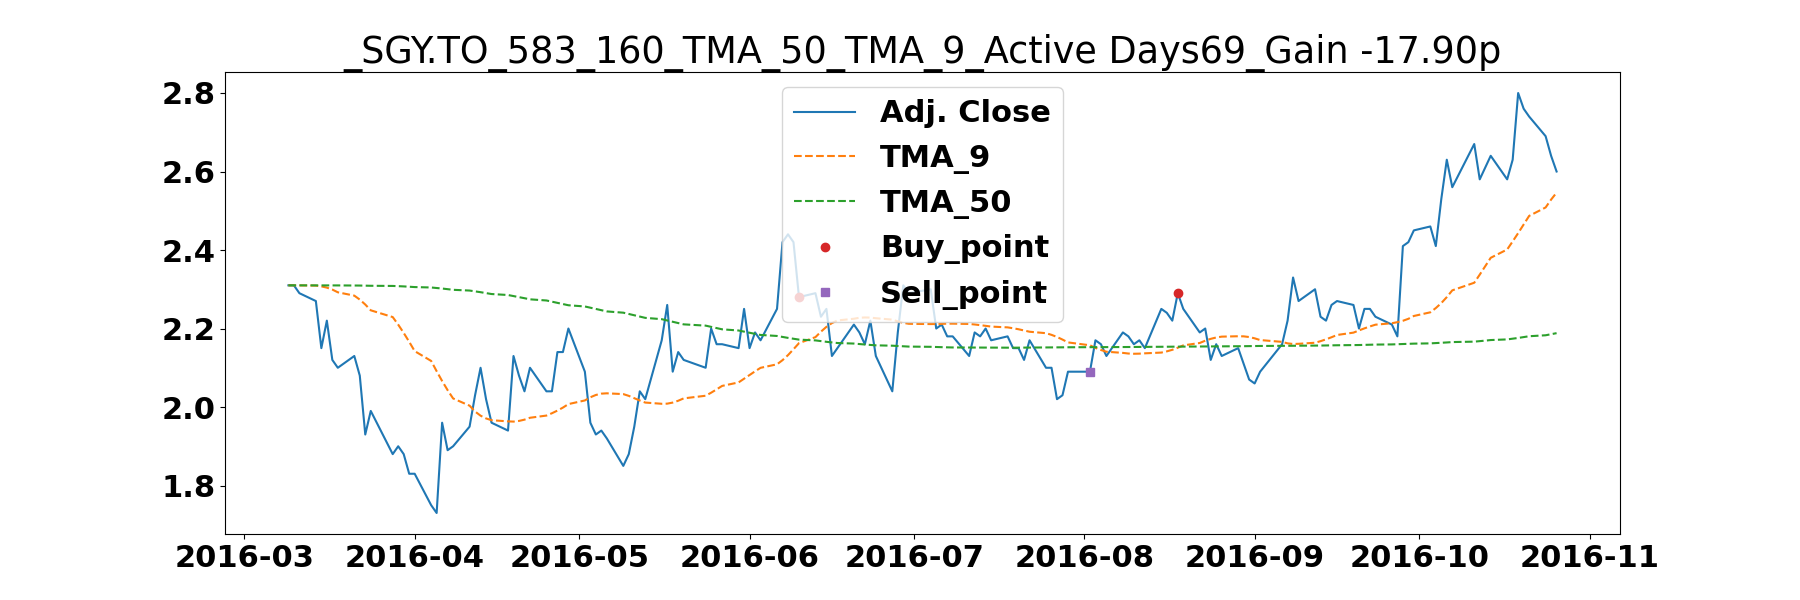 _SGY.TO_583_160_TMA_50_TMA_9_Active Days69_Gain -17.90p
2.8
2.6
2.4
2.2
2.0
1.8
Adj. Close
TMA_9
TMA_50
Buy_point
Sell_point
2016-03 2016-04 2016-05 2016-06 2016-07 2016-08 2016-09 2016-10 2016-11